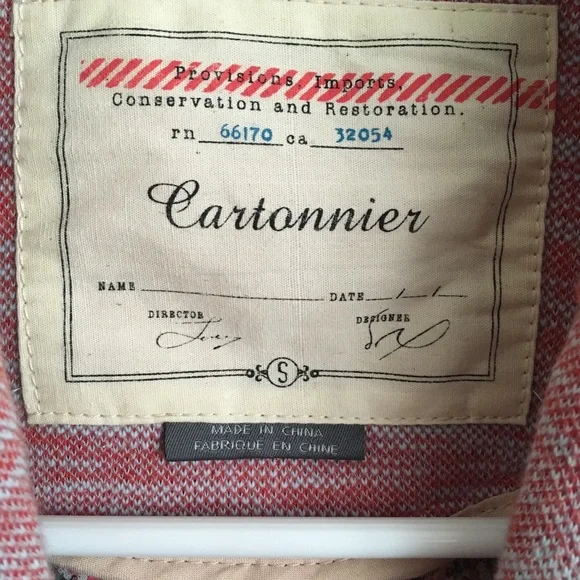 Provisions, Imports,
Conservation and Restoration.
rn 66170 ca 32054
Cartonnier
NAME DATE
DIRECTOR DESIGNER
S
MADE IN CHINA
FABRIQUE EN CHINE